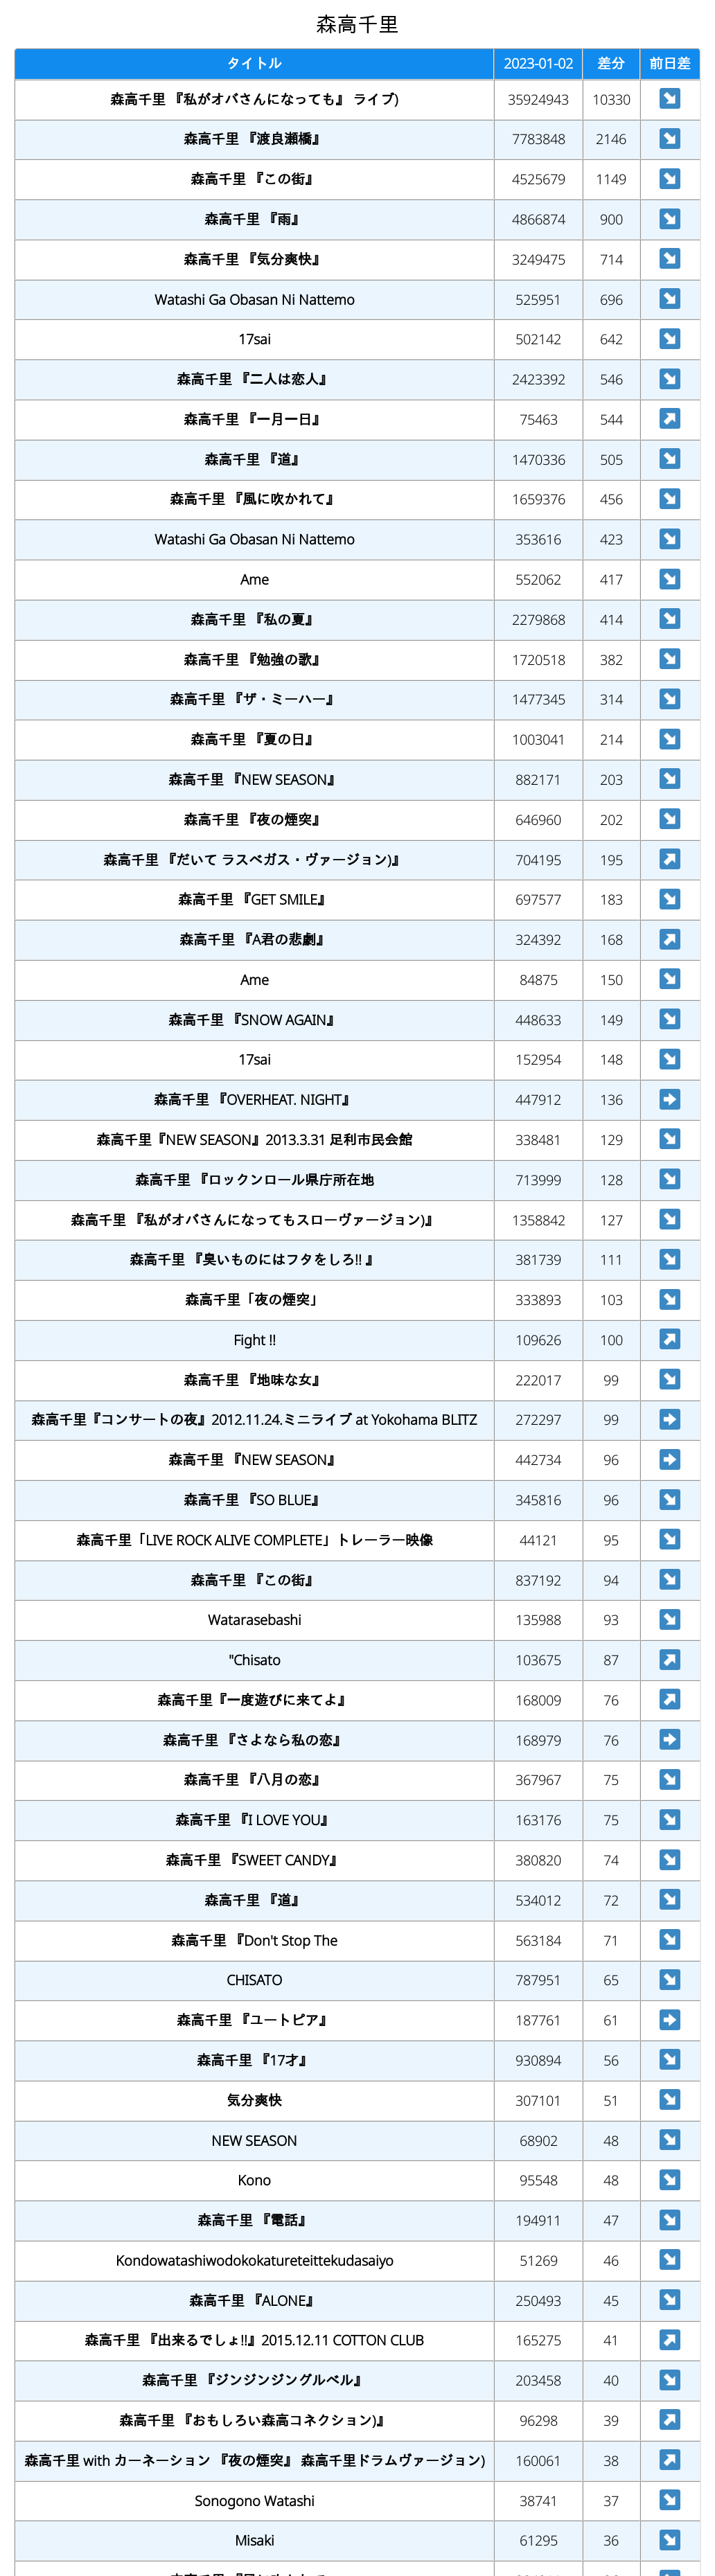 森高千里
タイトル 2023-01-02 差分 前日差
森高千里 『私がオバさんになっても』 ライブ) 35924943 10330
森高千里 『渡良瀬橋』 7783848 2146
森高千里 『この街』 4525679 1149
森高千里 『雨』 4866874 900
森高千里 『気分爽快』 3249475 714
Watashi Ga Obasan Ni Nattemo 525951 696
17sai 502142 642
森高千里 『二人は恋人』 2423392 546
森高千里 『一月一日』 75463 544
森高千里 『道』 1470336 505
森高千里 『風に吹かれて』 1659376 456
Watashi Ga Obasan Ni Nattemo 353616 423
Ame 552062 417
森高千里 『私の夏』 2279868 414
森高千里 『勉強の歌』 1720518 382
森高千里 『ザ・ミーハー』 1477345 314
森高千里 『夏の日』 1003041 214
森高千里 『NEW SEASON』 882171 203
森高千里 『夜の煙突』 646960 202
森高千里 『だいて ラスベガス・ヴァージョン)』 704195 195
森高千里 『GET SMILE』 697577 183
森高千里 『A君の悲劇』 324392 168
Ame 84875 150
森高千里 『SNOW AGAIN』 448633 149
17sai 152954 148
森高千里 『OVERHEAT. NIGHT』 447912 136
森高千里『NEW SEASON』2013.3.31 足利市民会館 338481 129
森高千里 『ロックンロール県庁所在地 713999 128
森高千里 『私がオバさんになってもスローヴァージョン)』 1358842 127
森高千里 『臭いものにはフタをしろ!! 』 381739 111
森高千里「夜の煙突」 333893 103
Fight !! 109626 100
森高千里 『地味な女』 222017 99
森高千里『コンサートの夜』2012.11.24.ミニライブ at Yokohama BLITZ 272297 99
森高千里 『NEW SEASON』 442734 96
森高千里 『SO BLUE』 345816 96
森高千里「LIVE ROCK ALIVE COMPLETE」トレーラー映像 44121 95
森高千里 『この街』 837192 94
Watarasebashi 135988 93
"Chisato 103675 87
森高千里『一度遊びに来てよ』 168009 76
森高千里 『さよなら私の恋』 168979 76
森高千里 『八月の恋』 367967 75
森高千里 『I LOVE YOU』 163176 75
森高千里 『SWEET CANDY』 380820 74
森高千里 『道』 534012 72
森高千里 『Don't Stop The 563184 71
CHISATO 787951 65
森高千里 『ユートピア』 187761 61
森高千里 『17才』 930894 56
気分爽快 307101 51
NEW SEASON 68902 48
Kono 95548 48
森高千里 『電話』 194911 47
Kondowatashiwodokokatureteittekudasaiyo 51269 46
森高千里 『ALONE』 250493 45
森高千里 『出来るでしょ!!』2015.12.11 COTTON CLUB 165275 41
森高千里 『ジンジンジングルベル』 203458 40
森高千里 『おもしろい森高コネクション)』 96298 39
森高千里 with カーネーション 『夜の煙突』 森高千里ドラムヴァージョン) 160061 38
Sonogono Watashi 38741 37
Misaki 61295 36